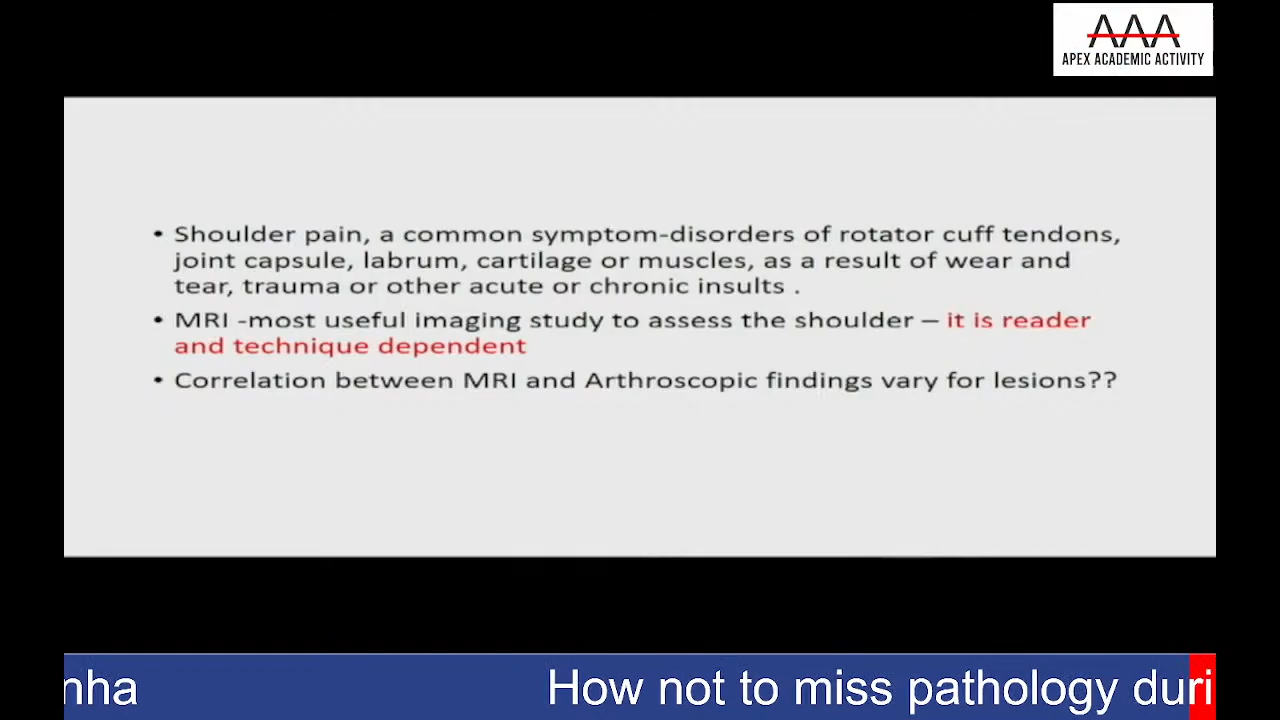 AAA
APEX ACADEMIC ACTIVITY
• Shoulder pain, a common symptom-disorders of rotator cuff tendons,
joint capsule, labrum, cartilage or muscles, as a result of wear and
tear, trauma or other acute or chronic insults .
• MRI -most useful imaging study to assess the shoulder – it is reader
and technique dependent
• Correlation between MRI and Arthroscopic findings vary for lesions??
nha How not to miss pathology duri